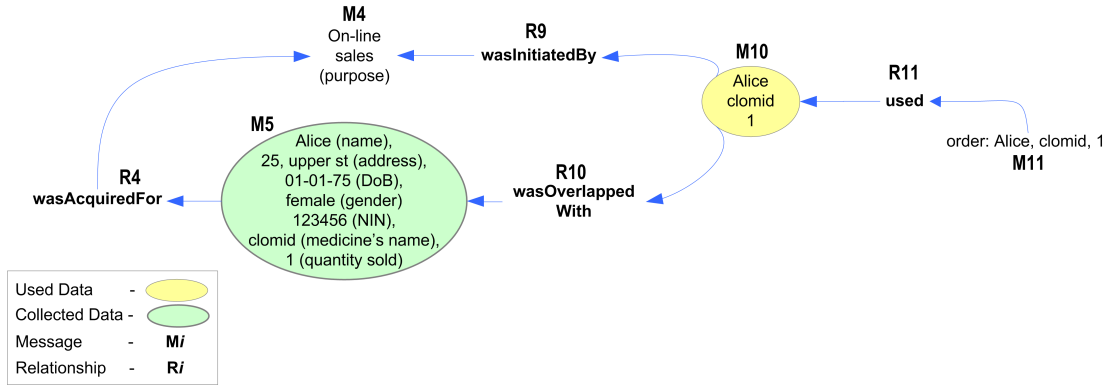 M4
On-line
sales
(purpose)
R9
wasInitiatedBy
M10
Alice
clomid
1
R11
used
order: Alice, clomid, 1
M11
M5
Alice (name),
25, upper st (address),
01-01-75 (DoB),
female (gender)
123456 (NIN),
clomid (medicine's name),
1 (quantity sold)
R10
wasOverlapped
With
R4
wasAcquiredFor
Used Data -
Collected Data -
Message - Mi
Relationship - Ri